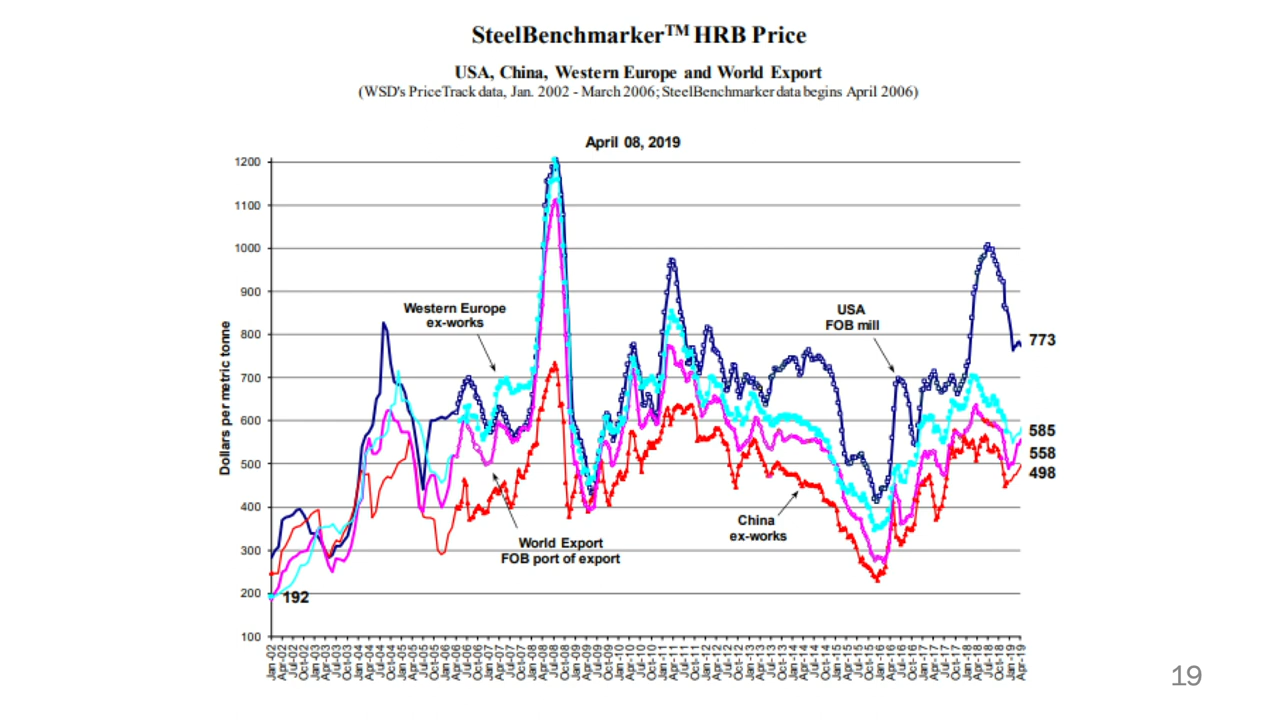 SteelBenchmarker™ HRB Price
USA, China, Western Europe and World Export
(WSD's PriceTrack data, Jan. 2002 - March 2006; SteelBenchmarker data begins April 2006)
April 08, 2019
Dollars per metric tonne
1200
1100
1000
900
800
700
600
500
400
300
200
100
Western Europe
ex-works
USA
FOB mill
World Export
FOB port of export
China
ex-works
192
773
585
558
498
Jan-02
Apr-02
Jul-02
Oct-02
Jan-03
Apr-03
Jul-03
Oct-03
Jan-04
Apr-04
Jul-04
Oct-04
Jan-05
Apr-05
Jul-05
Oct-05
Jan-06
Apr-06
Jul-06
Oct-06
Jan-07
Apr-07
Jul-07
Oct-07
Jan-08
Apr-08
Jul-08
Oct-08
Jan-09
Apr-09
Jul-09
Oct-09
Jan-10
Apr-10
Jul-10
Oct-10
Jan-11
Apr-11
Jul-11
Oct-11
Jan-12
Apr-12
Jul-12
Oct-12
Jan-13
Apr-13
Jul-13
Oct-13
Jan-14
Apr-14
Jul-14
Oct-14
Jan-15
Apr-15
Jul-15
Oct-15
Jan-16
Apr-16
Jul-16
Oct-16
Jan-17
Apr-17
Jul-17
Oct-17
Jan-18
Apr-18
Jul-18
Oct-18
Jan-19
Apr-19
19